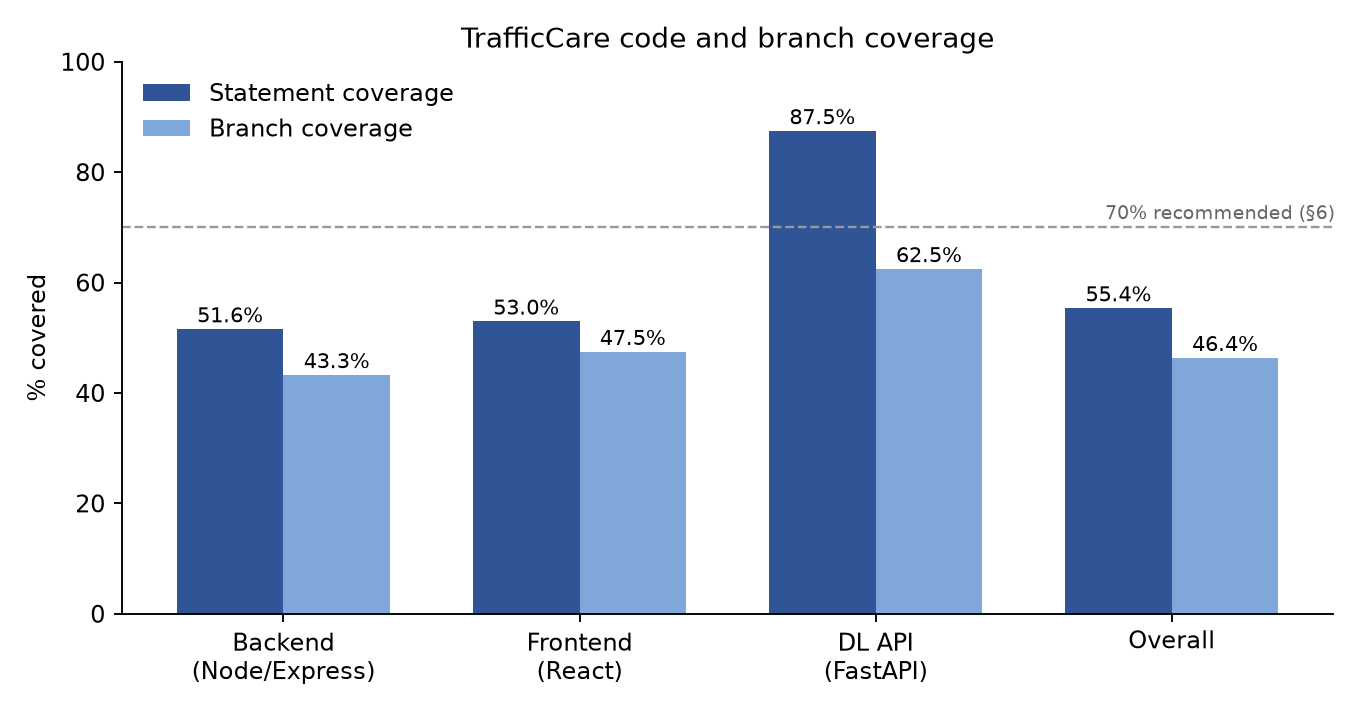 TrafficCare code and branch coverage
100
80
60
40
20
0
% covered
Statement coverage
Branch coverage
70% recommended (§6)
51.6%
43.3%
53.0%
47.5%
87.5%
62.5%
55.4%
46.4%
Backend
(Node/Express)
Frontend
(React)
DL API
(FastAPI)
Overall